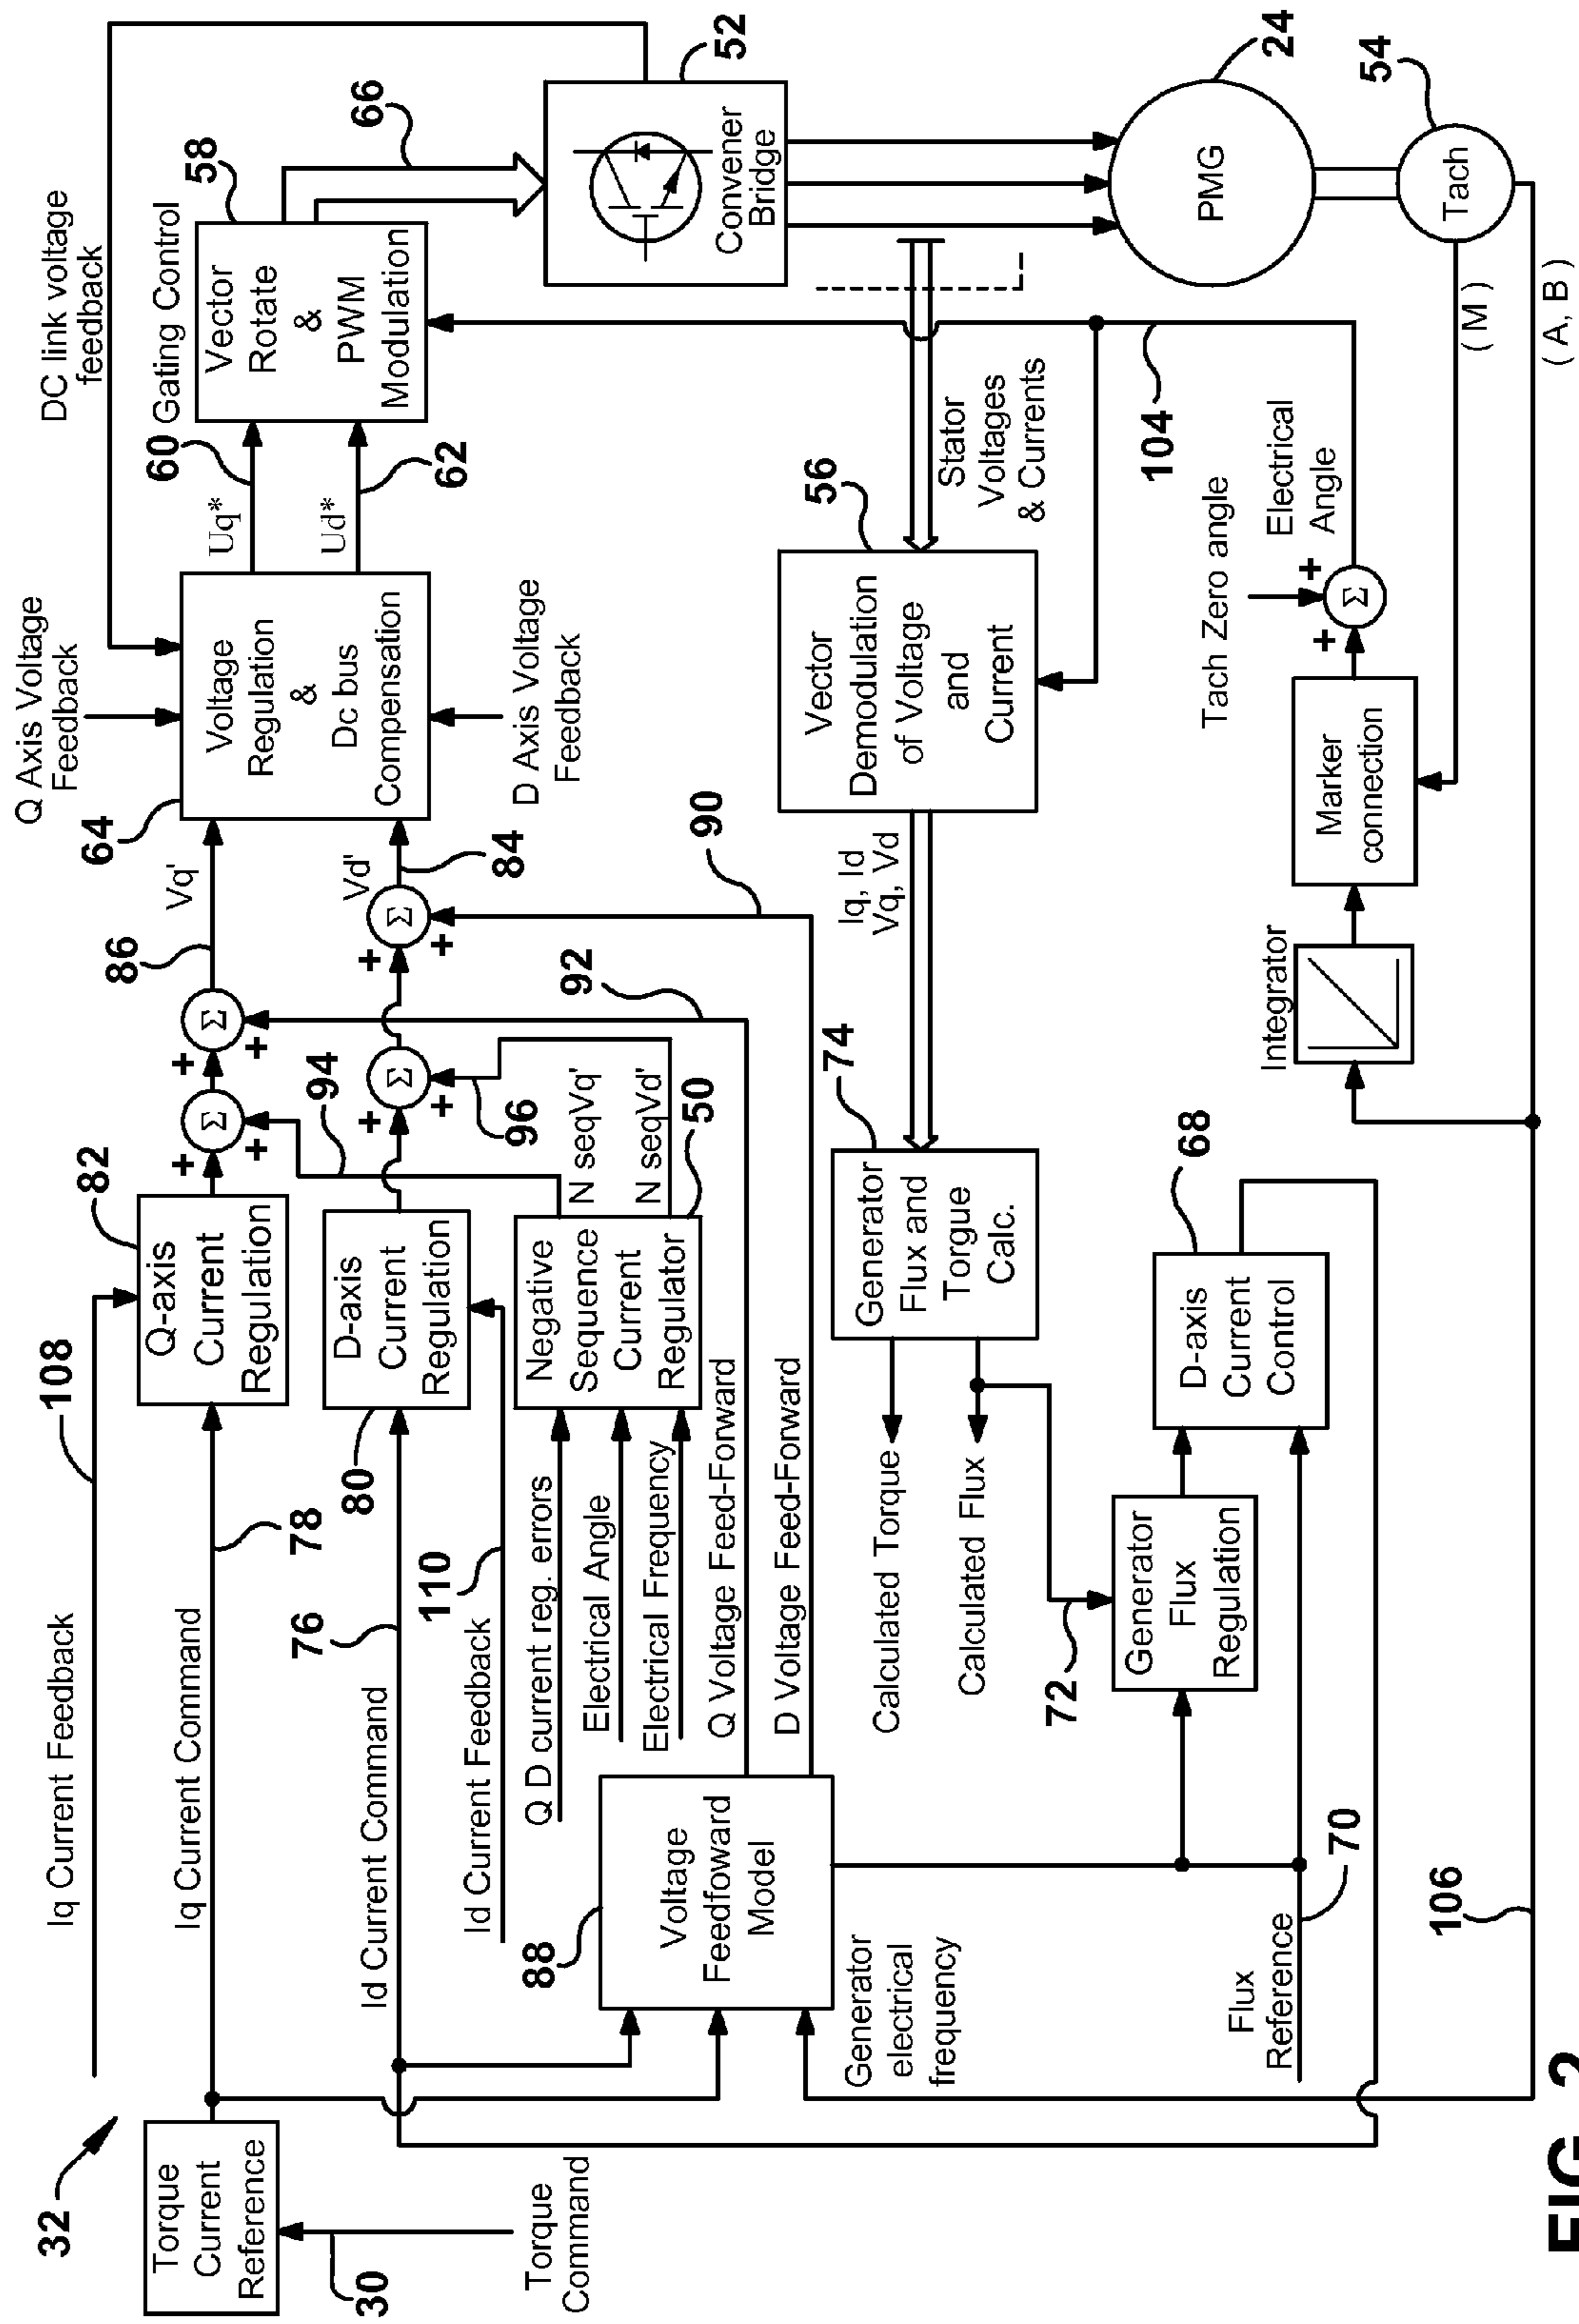 32
Torque
Current
Reference
30
Torque
Command
Iq Current Feedback
108
Iq Current Command
78
Q-axis
Current
Regulation
82
Id Current Command
76
D-axis
Current
Regulation
80
Id Current Feedback
110
Q D current reg. errors
Electrical Angle
Electrical Frequency
Negative
Sequence
Current
Regulator
50
N seqVq'
N seqVd'
94
96
+
+
Σ
+
+
Σ
+
+
Σ
+
+
Σ
86
Vq'
84
Vd'
92
90
Q Voltage Feed-Forward
D Voltage Feed-Forward
88
Voltage
Feedfoward
Model
Generator
electrical
frequency
Q Axis Voltage
Feedback
64
Voltage
Regulation
&
Dc bus
Compensation
D Axis Voltage
Feedback
DC link voltage
feedback
Uq*
60
Ud*
62
Gating Control
58
Vector
Rotate
&
PWM
Modulation
66
52
Convener
Bridge
24
PMG
54
Tach
( M )
( A, B )
Stator
Voltages
& Currents
56
Vector
Demodulation
of Voltage
and
Current
Iq, Id
Vq, Vd
74
Generator
Flux and
Torgue
Calc.
Calculated Torque
Calculated Flux
72
Generator
Flux
Regulation
68
D-axis
Current
Control
Flux
Reference
70
106
Integrator
Marker
connection
+
+
Σ
Tach Zero angle
Electrical
Angle
104
FIG. 2